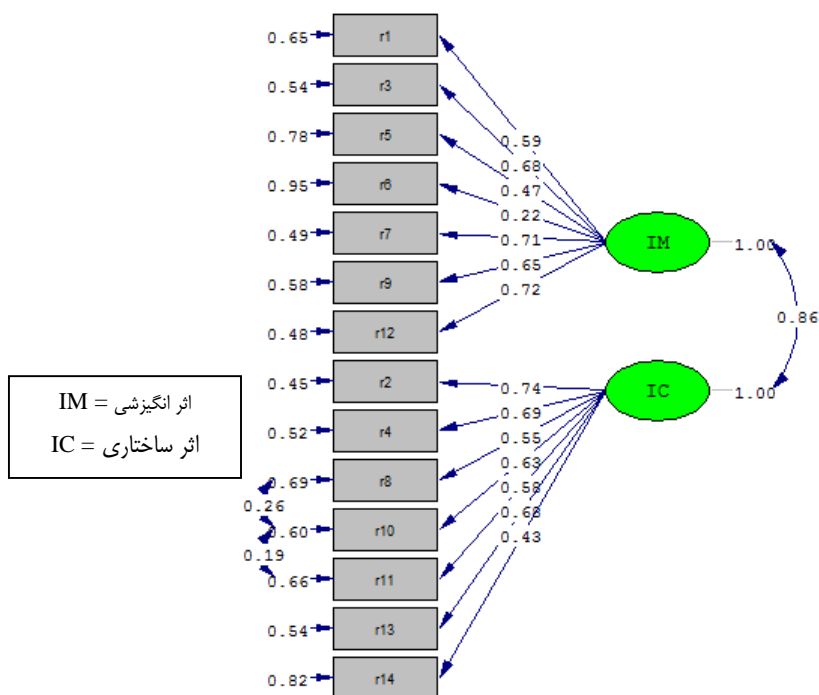 0.65 r1
0.54 r3
0.78 r5
0.95 r6
0.49 r7
0.58 r9
0.48 r12
0.45 r2
0.52 r4
0.69 r8
0.60 r10
0.66 r11
0.54 r13
0.82 r14
0.26
0.19
0.59
0.68
0.47
0.22
0.71
0.65
0.72
0.74
0.69
0.55
0.63
0.58
0.68
0.43
IM 1.00
IC 1.00
0.86
اثر انگیزشی = IM
اثر ساختاری = IC